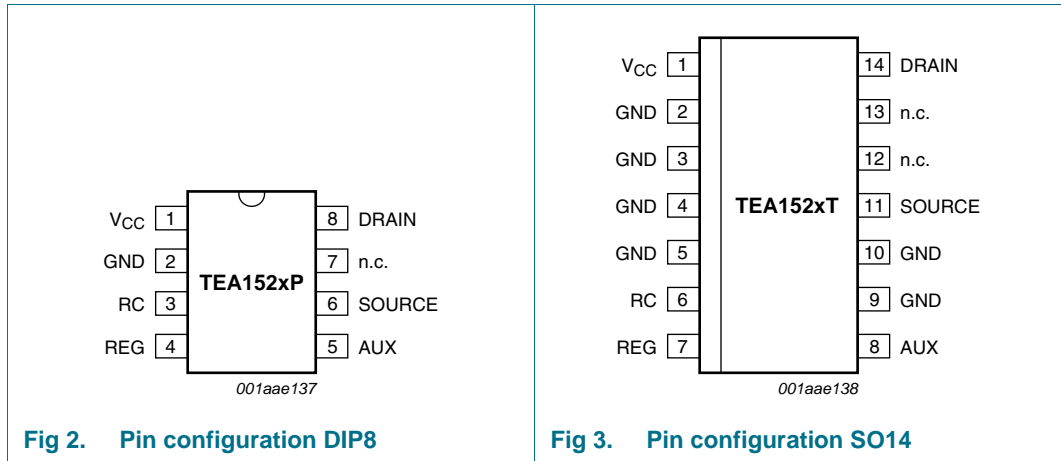 VCC 1 8 DRAIN
GND 2 7 n.c.
TEA152xP
RC 3 6 SOURCE
REG 4 5 AUX
001aae137
Fig 2. Pin configuration DIP8
VCC 1 14 DRAIN
GND 2 13 n.c.
GND 3 12 n.c.
GND 4 TEA152xT 11 SOURCE
GND 5 10 GND
RC 6 9 GND
REG 7 8 AUX
001aae138
Fig 3. Pin configuration SO14